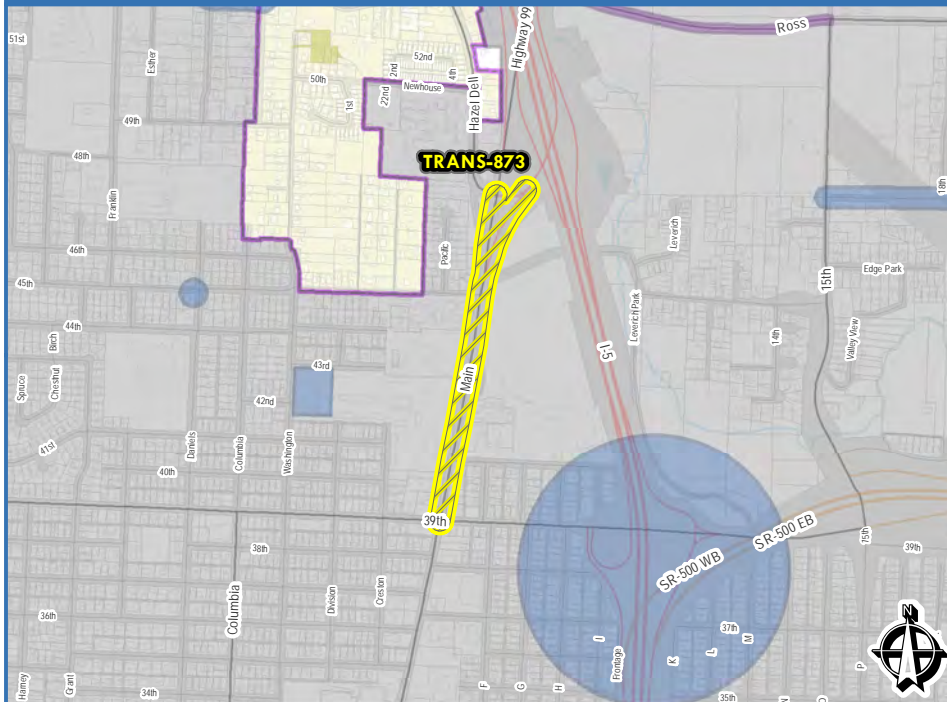 Ross
Highway 99
51st
Esther
52nd
2nd
4th
50th
Newhouse
22nd
1st
Hazel Dell
49th
48th
TRANS-873
18th
Franklin
Leverich
46th
Pacific
15th
Edge Park
45th
44th
Birch
Leverich Park
14th
Valley View
I-5
43rd
Main
Spruce
Chestnut
42nd
41st
Daniels
Columbia
Washington
40th
39th
SR-500 EB
75th
38th
39th
SR-500 WB
Creston
Division
Columbia
36th
37th
I
M
L
K
Frontage
Harney
Grant
34th
F
G
H
35th
N
O
P
N